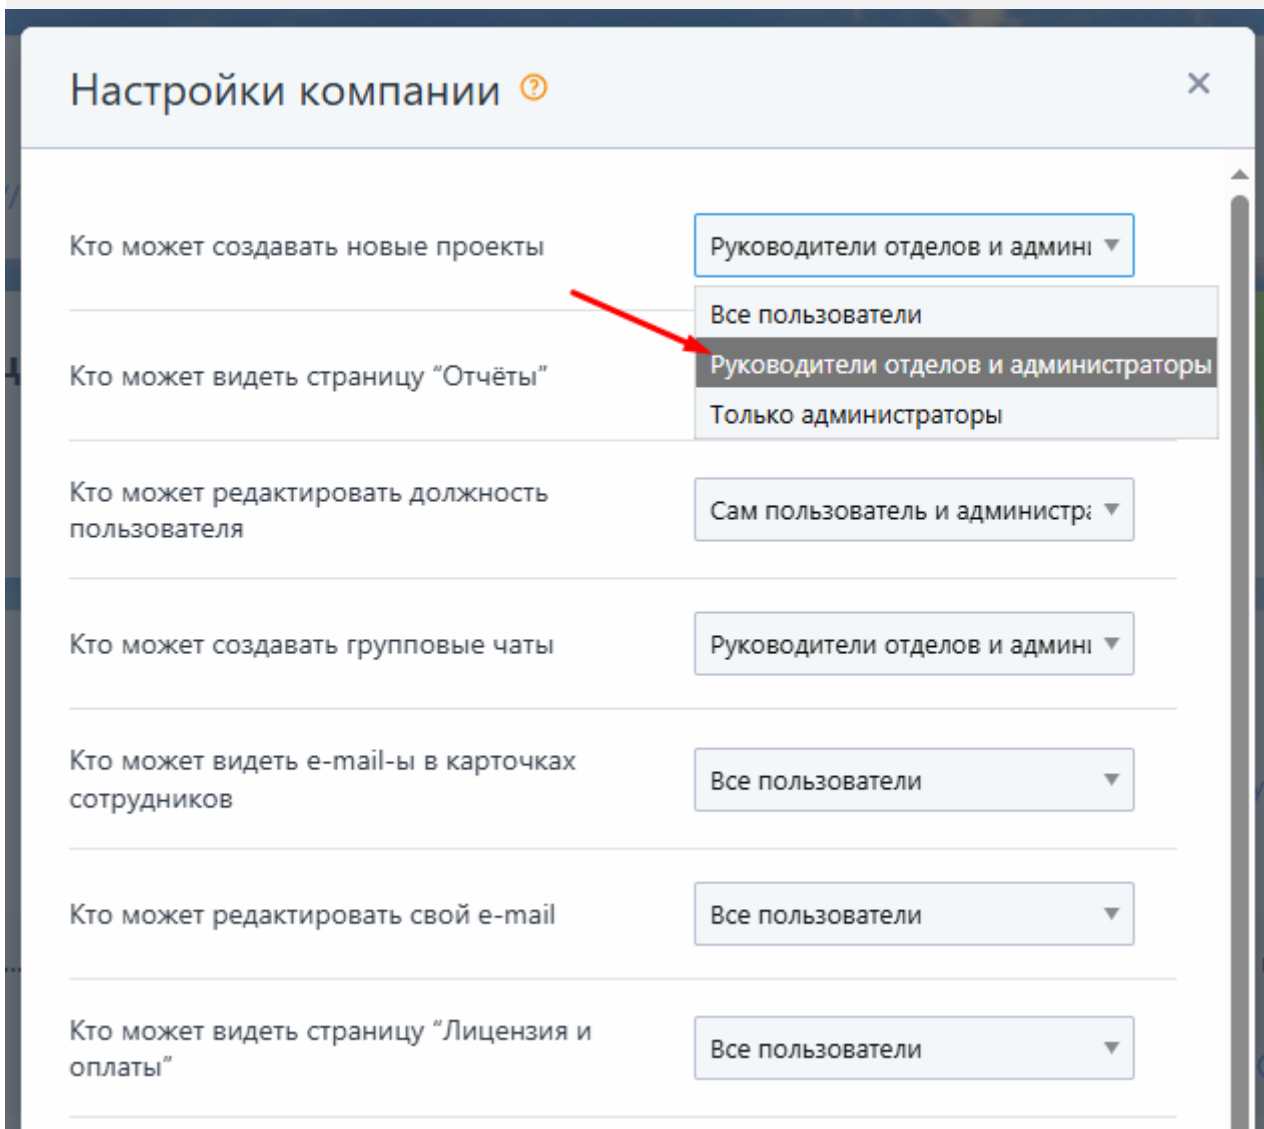 Настройки компании
Кто может создавать новые проекты
Руководители отделов и админ
Все пользователи
Руководители отделов и администраторы
Только администраторы
Кто может видеть страницу “Отчёты”
Кто может редактировать должность
пользователя
Сам пользователь и администра
Кто может создавать групповые чаты
Руководители отделов и админ
Кто может видеть e-mail-ы в карточках
сотрудников
Все пользователи
Кто может редактировать свой e-mail
Все пользователи
Кто может видеть страницу “Лицензия и
оплаты”
Все пользователи